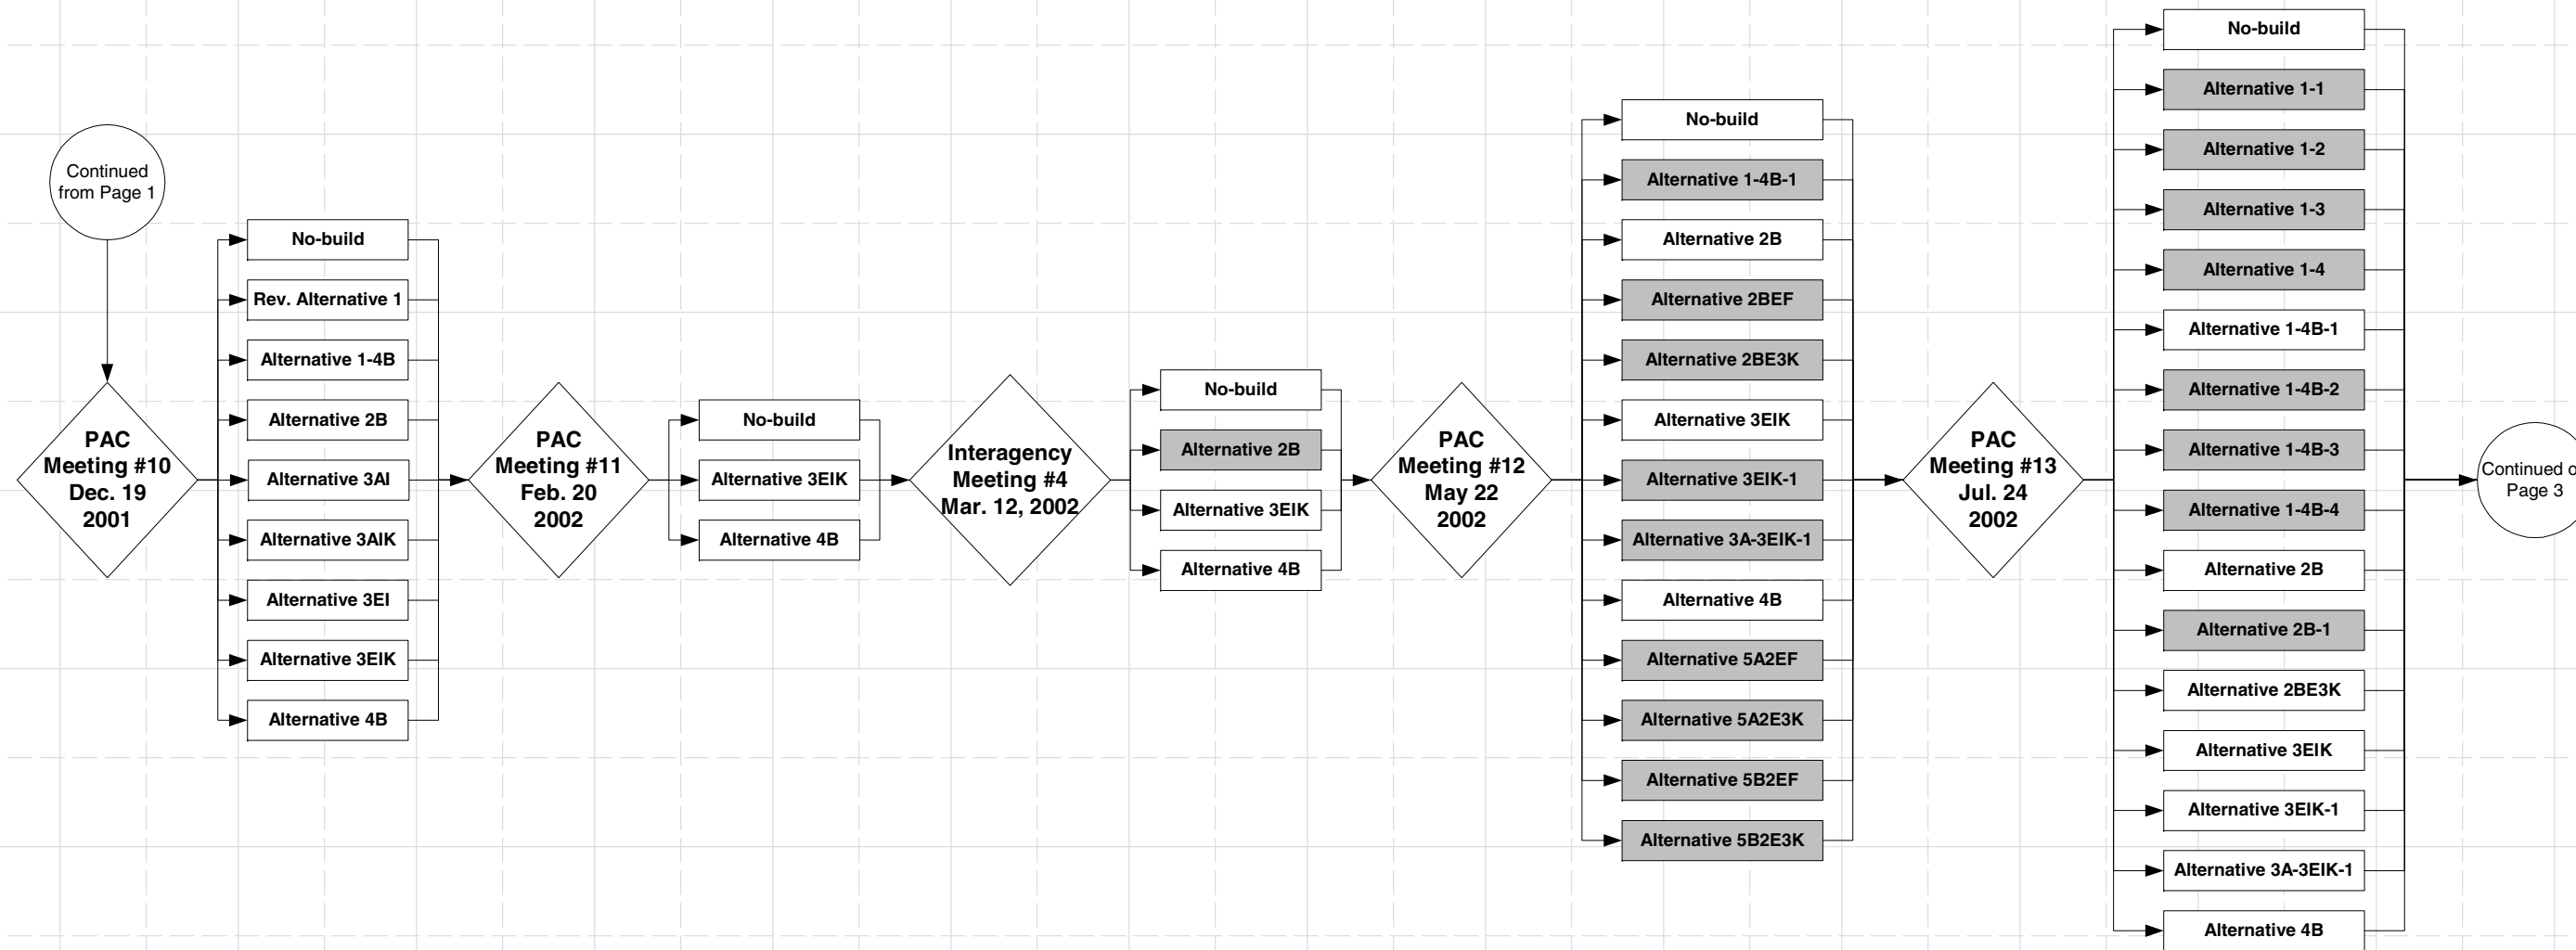 Continued
from Page 1
PAC
Meeting #10
Dec. 19
2001
No-build
Rev. Alternative 1
Alternative 1-4B
Alternative 2B
Alternative 3AI
Alternative 3AIK
Alternative 3EI
Alternative 3EIK
Alternative 4B
PAC
Meeting #11
Feb. 20
2002
No-build
Alternative 3EIK
Alternative 4B
Interagency
Meeting #4
Mar. 12, 2002
No-build
Alternative 2B
Alternative 3EIK
Alternative 4B
PAC
Meeting #12
May 22
2002
No-build
Alternative 1-4B-1
Alternative 2B
Alternative 2BEF
Alternative 2BE3K
Alternative 3EIK
Alternative 3EIK-1
Alternative 3A-3EIK-1
Alternative 4B
Alternative 5A2EF
Alternative 5A2E3K
Alternative 5B2EF
Alternative 5B2E3K
PAC
Meeting #13
Jul. 24
2002
No-build
Alternative 1-1
Alternative 1-2
Alternative 1-3
Alternative 1-4
Alternative 1-4B-1
Alternative 1-4B-2
Alternative 1-4B-3
Alternative 1-4B-4
Alternative 2B
Alternative 2B-1
Alternative 2BE3K
Alternative 3EIK
Alternative 3EIK-1
Alternative 3A-3EIK-1
Alternative 4B
Continued
Page 3